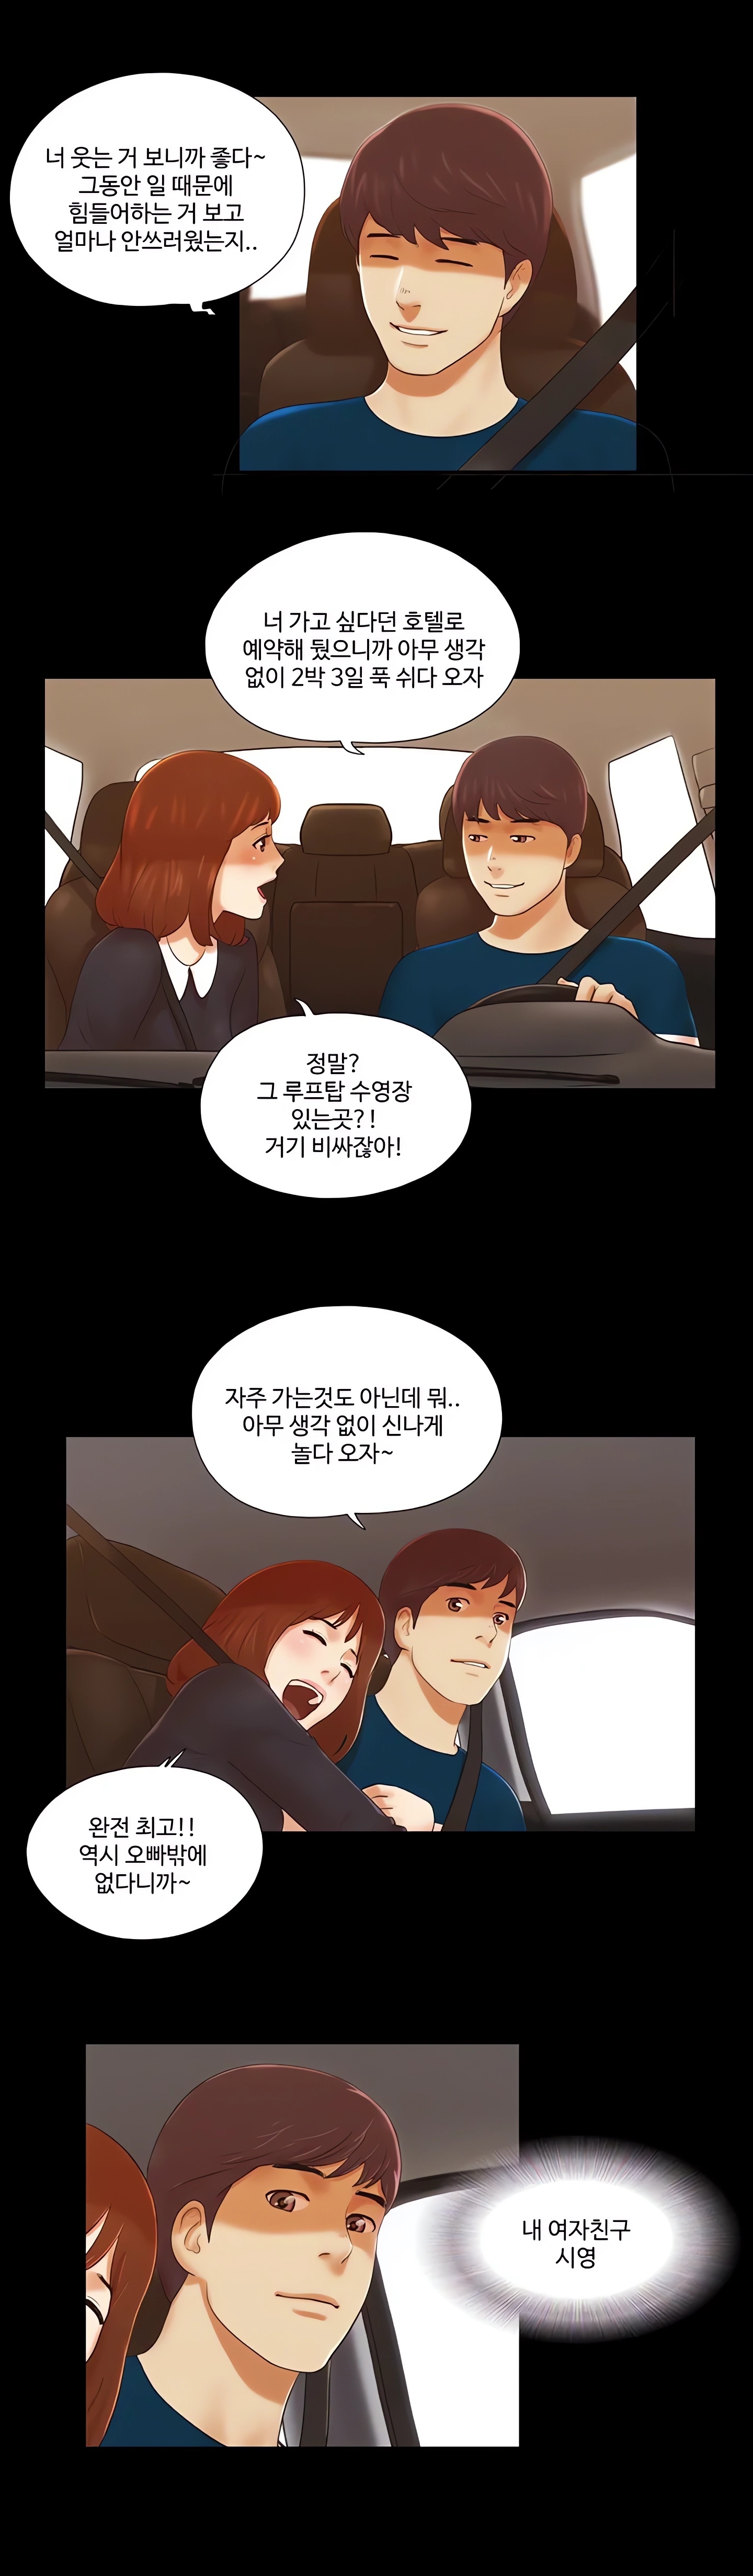 너 웃는 거 보니까 좋다~
그동안 일 때문에
힘들어하는 거 보고
얼마나 안쓰러웠는지..
너 가고 싶다던 호텔로
예약해 뒀으니까 아무 생각
없이 2박 3일 푹 쉬다 오자
정말?
그 루프탑 수영장
있는곳?!
거기 비싸잖아!
자주 가는것도 아닌데 뭐..
아무 생각 없이 신나게
놀다 오자~
완전 최고!!
역시 오빠밖에
없다니까~
내 여자친구
시영